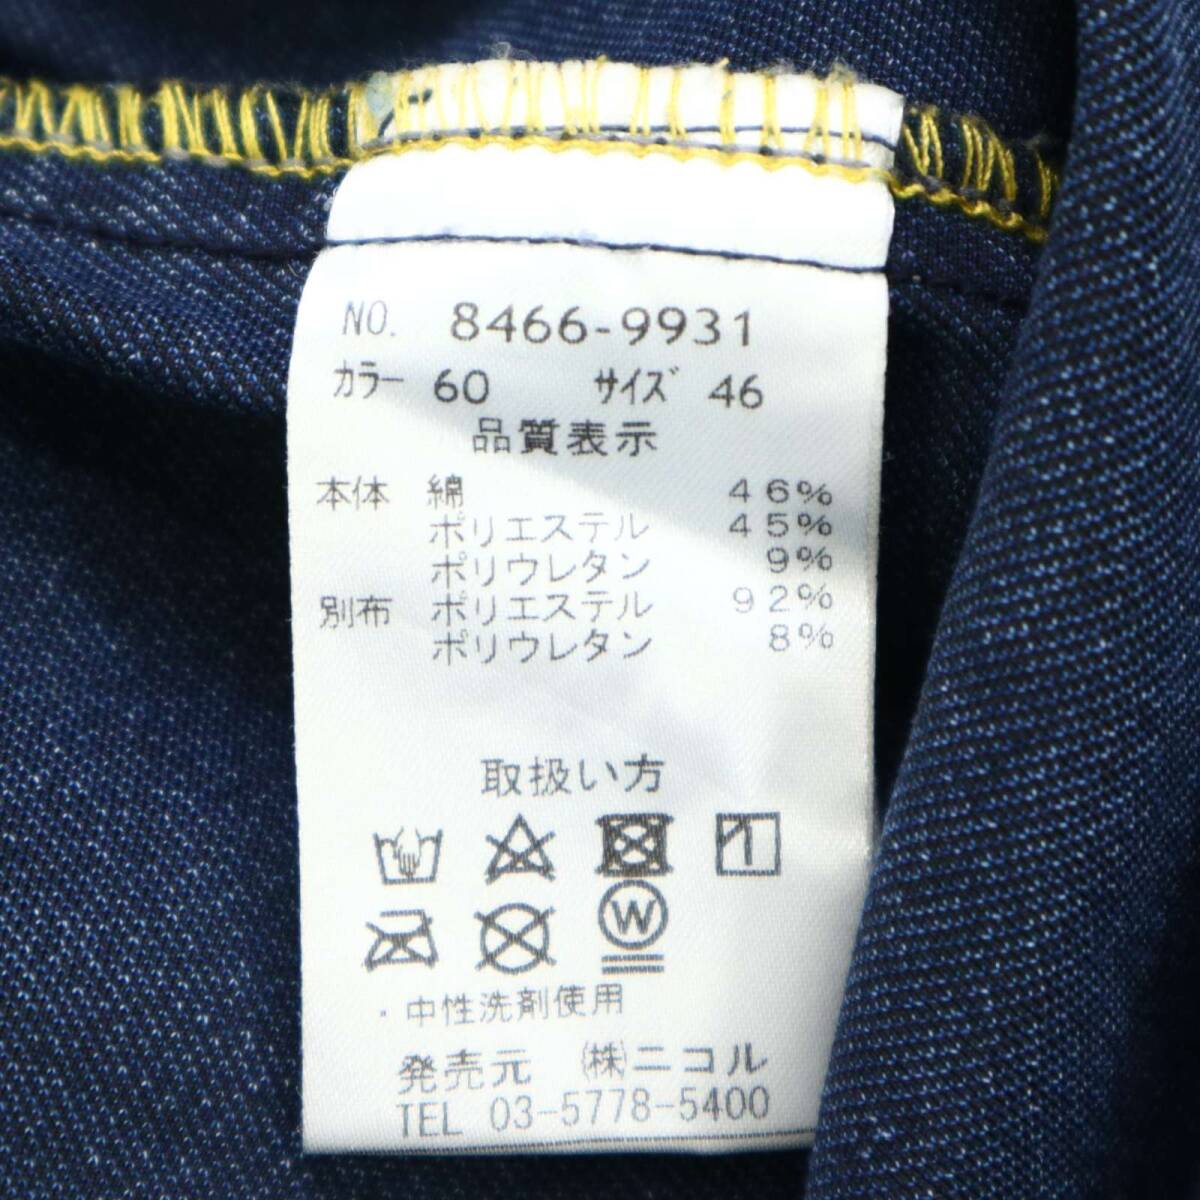 NO. 8466-9931
カラー 60 サイズ 46
品質表示
本体 綿 46%
ポリエステル 45%
ポリウレタン 9%
別布 ポリエステル 92%
ポリウレタン 8%
取扱い方
W
・中性洗剤使用
発売元 ㈱ニコル
TEL 03-5778-5400